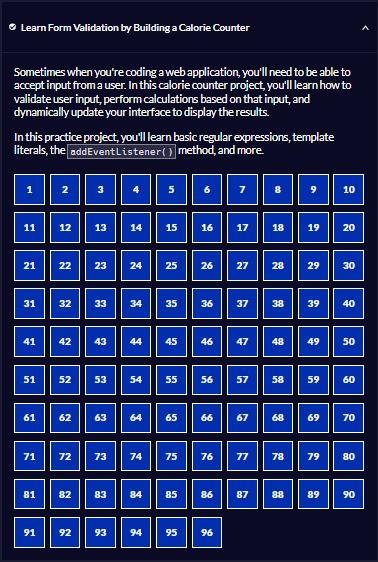 Learn Form Validation by Building a Calorie Counter
Sometimes when you're coding a web application, you'll need to be able to
accept input from a user. In this calorie counter project, you'll learn how to
validate user input, perform calculations based on that input, and
dynamically update your interface to display the results.
In this practice project, you'll learn basic regular expressions, template
literals, the addEventListener() method, and more.
1 2 3 4 5 6 7 8 9 10
11 12 13 14 15 16 17 18 19 20
21 22 23 24 25 26 27 28 29 30
31 32 33 34 35 36 37 38 39 40
41 42 43 44 45 46 47 48 49 50
51 52 53 54 55 56 57 58 59 60
61 62 63 64 65 66 67 68 69 70
71 72 73 74 75 76 77 78 79 80
81 82 83 84 85 86 87 88 89 90
91 92 93 94 95 96